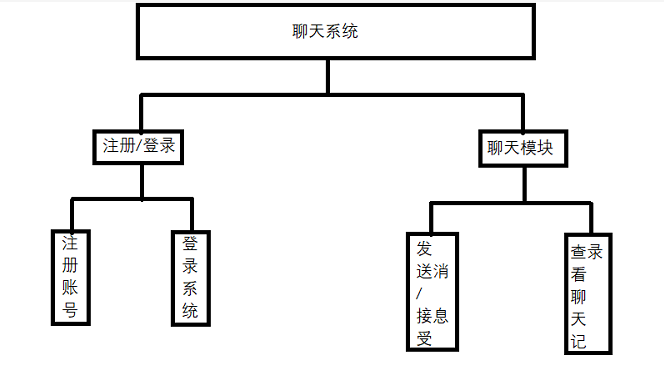 聊天系统
注册/登录
聊天模块
注
册
账
号
登
录
系
统
发
送消
/
接息
受
查录
看
聊
天
记